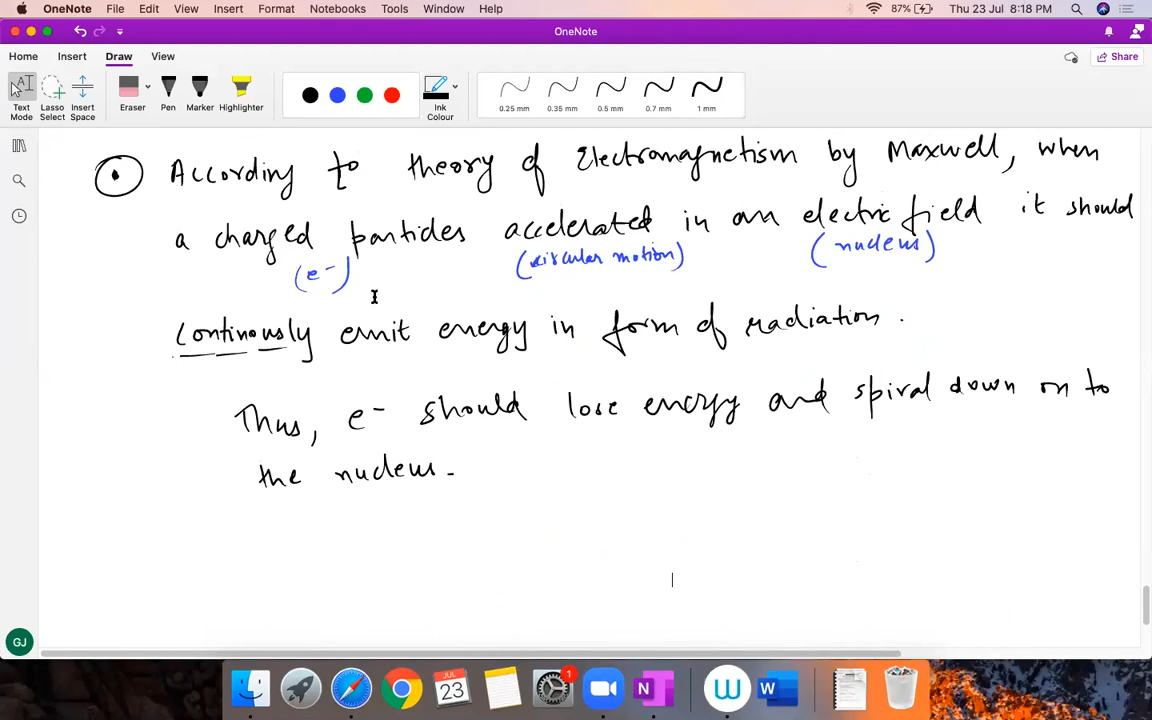 OneNote File Edit View Insert Format Notebooks Tools Window Help 87% Thu 23 Jul 8:18 PM
OneNote
Home Insert Draw View Share
Text Mode Lasso Select Insert Space Eraser Pen Marker Highlighter Ink Colour 0.25 mm 0.35 mm 0.5 mm 0.7 mm 1 mm
According to theory of Electromagnetism by Maxwell, when
a charged particles accelerated in an electric field it should
(e-) (circular motion) (nucleus)
Continously emit energy in form of radiation.
Thus, e- should lose energy and spiral down on to
the nucleus.
GJ
JUL 23 1 N W W